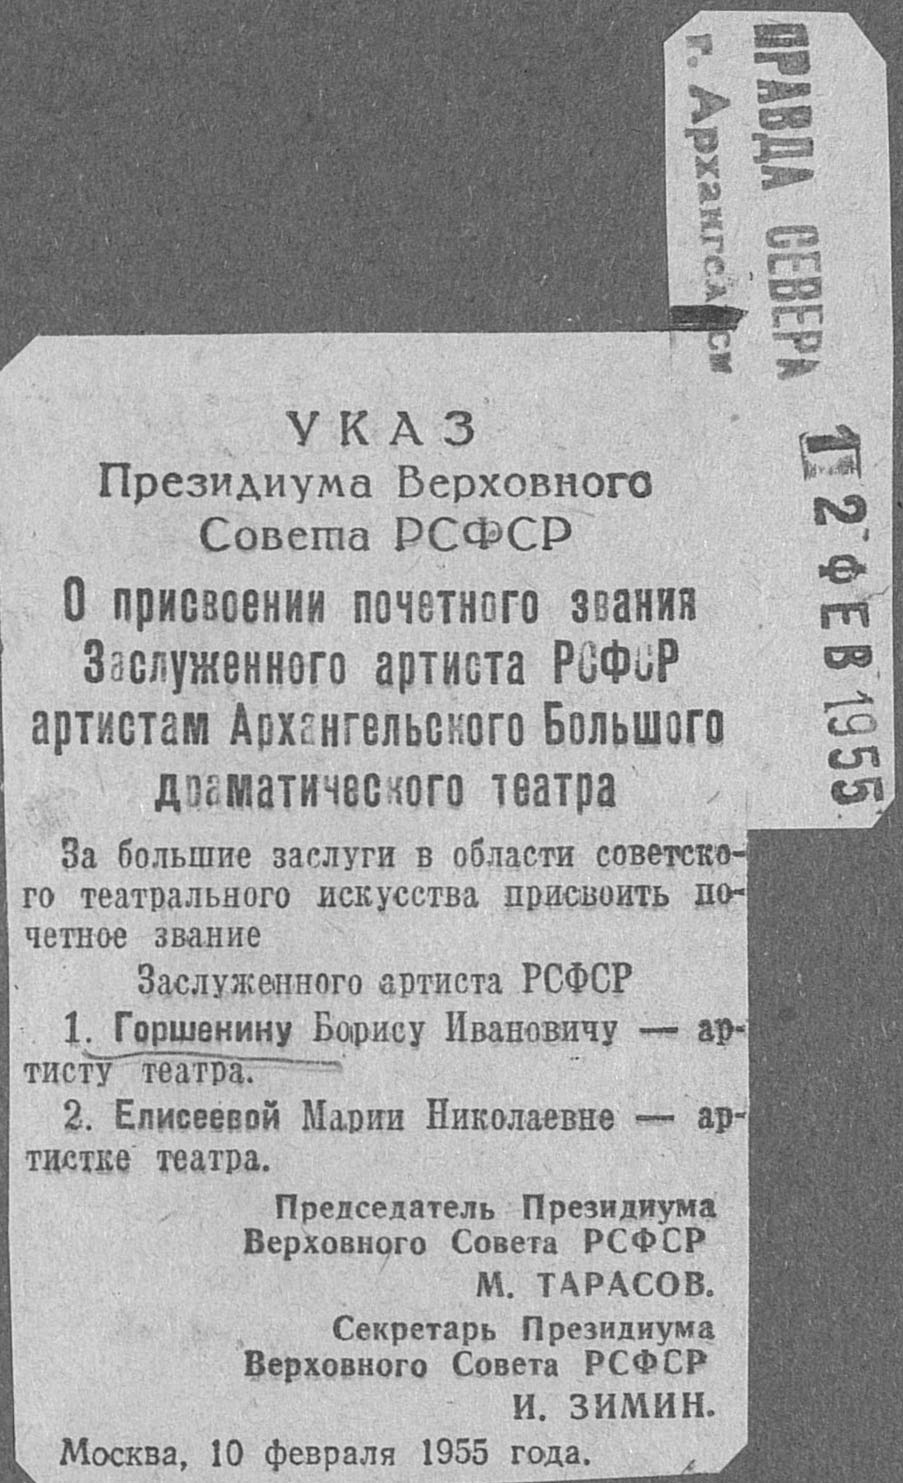 ПРАВДА СЕВЕРА
г. Архангельск
12 ФЕВ 1955
УКАЗ
Президиума Верховного
Совета РСФСР
О присвоении почетного звания
Заслуженного артиста РСФСР
артистам Архангельского Большого
драматического театра
За большие заслуги в области советско-
го театрального искусства присвоить по-
четное звание
Заслуженного артиста РСФСР
1. Горшенину Борису Ивановичу — ар-
тисту театра.
2. Елисеевой Марии Николаевне — ар-
тистке театра.
Председатель Президиума
Верховного Совета РСФСР
М. ТАРАСОВ.
Секретарь Президиума
Верховного Совета РСФСР
И. ЗИМИН.
Москва, 10 февраля 1955 года.